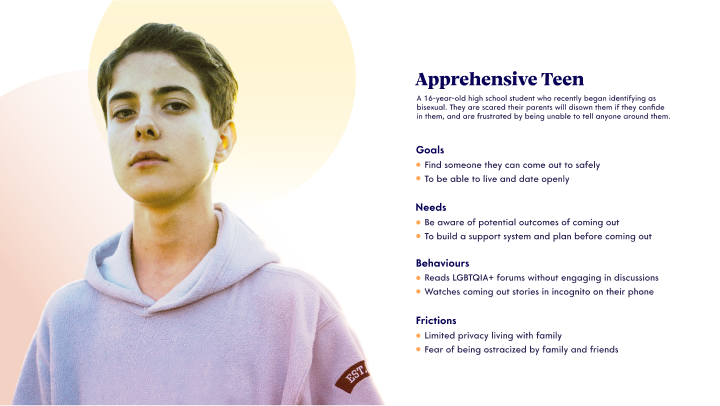 Apprehensive Teen
A 16-year-old high school student who recently began identifying as
bisexual. They are scared their parents will disown them if they confide
in them, and are frustrated by being unable to tell anyone around them.
Goals
Find someone they can come out to safely
To be able to live and date openly
Needs
Be aware of potential outcomes of coming out
To build a support system and plan before coming out
Behaviours
Reads LGBTQIA+ forums without engaging in discussions
Watches coming out stories in incognito on their phone
Frictions
Limited privacy living with family
Fear of being ostracized by family and friends
EST.